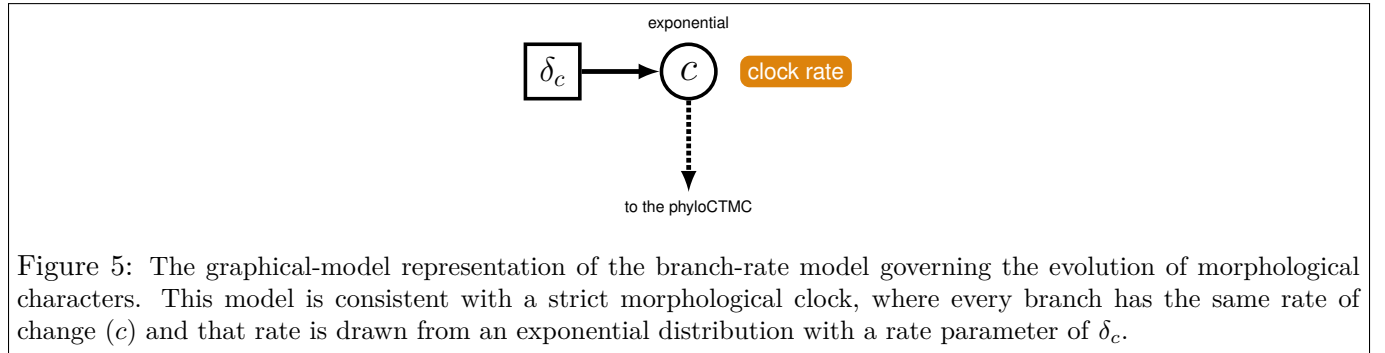 exponential
δc c clock rate
to the phyloCTMC
Figure 5: The graphical-model representation of the branch-rate model governing the evolution of morphological
characters. This model is consistent with a strict morphological clock, where every branch has the same rate of
change (c) and that rate is drawn from an exponential distribution with a rate parameter of δc.